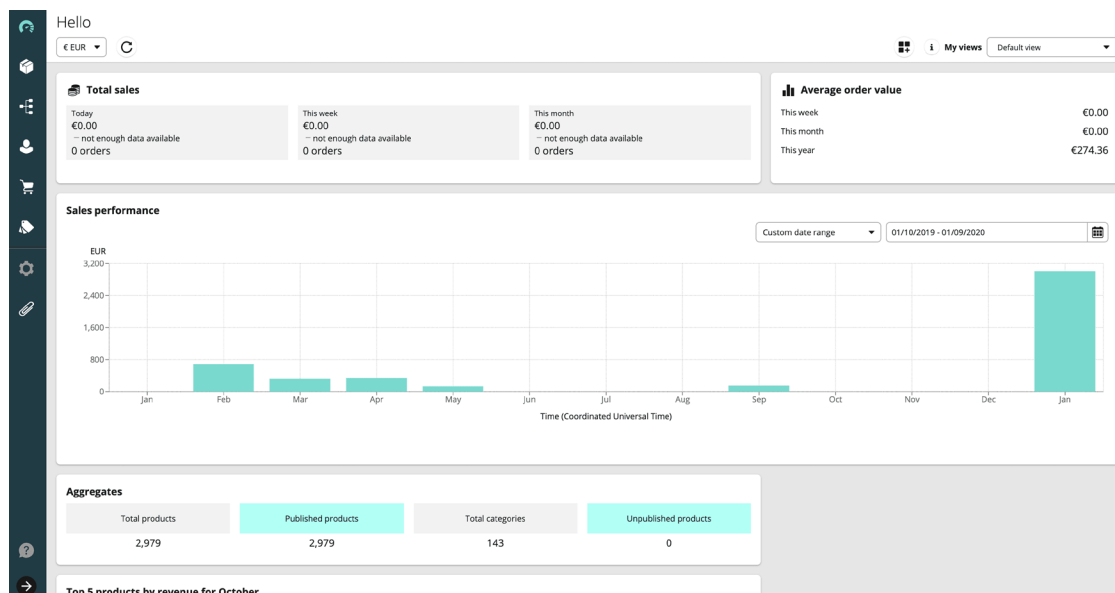 Hello
€ EUR
i My views Default view
Total sales
Today
€0.00
— not enough data available
0 orders
This week
€0.00
— not enough data available
0 orders
This month
€0.00
— not enough data available
0 orders
Average order value
This week €0.00
This month €0.00
This year €274.36
Sales performance
Custom date range 01/10/2019 - 01/09/2020
EUR
3,200
2,400
1,600
800
0
Jan Feb Mar Apr May Jun Jul Aug Sep Oct Nov Dec Jan
Time (Coordinated Universal Time)
Aggregates
Total products Published products Total categories Unpublished products
2,979 2,979 143 0
?
Top 5 products by revenue for October